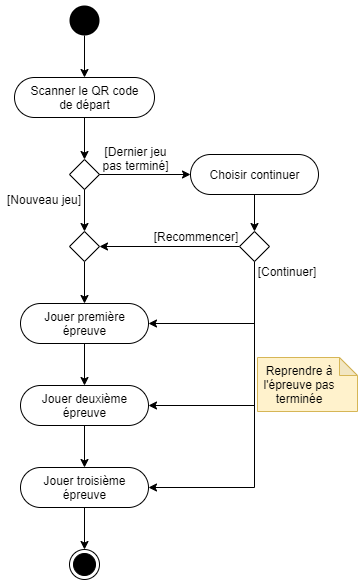 Scanner le QR code
de départ
[Dernier jeu
pas terminé]
Choisir continuer
[Nouveau jeu]
[Recommencer]
[Continuer]
Jouer première
épreuve
Reprendre à
l'épreuve pas
terminée
Jouer deuxième
épreuve
Jouer troisième
épreuve